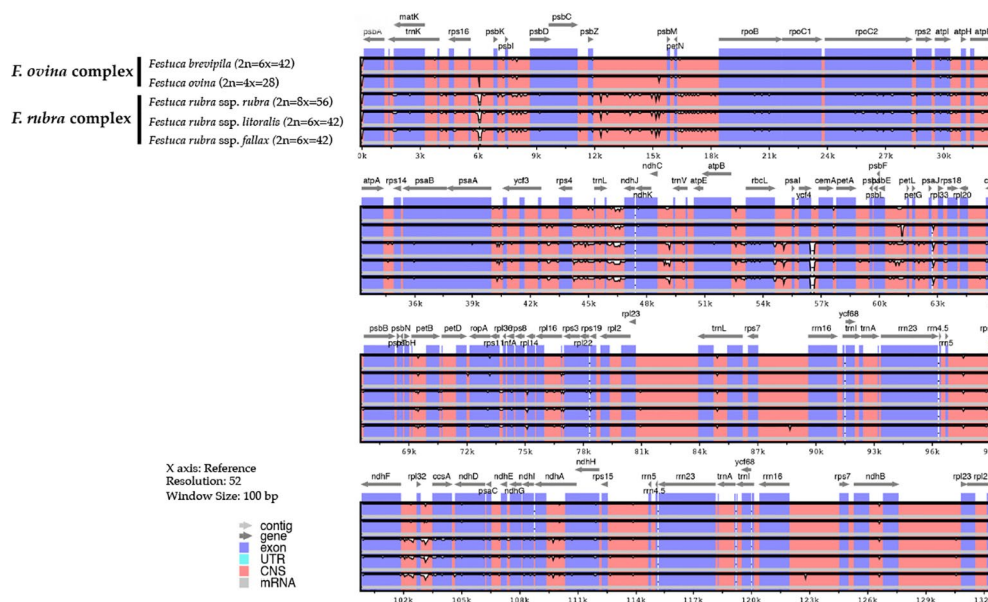 psbC
matK
psbA
trnK
rps16
psbK
psbI
psbD
psbZ
psbM
petN
rpoB
rpoC1
rpoC2
rps2
atpI
atpH
F. ovina complex
Festuca brevipila (2n=6x=42)
Festuca ovina (2n=4x=28)
F. rubra complex
Festuca rubra ssp. rubra (2n=8x=56)
Festuca rubra ssp. litoralis (2n=6x=42)
Festuca rubra ssp. fallax (2n=6x=42)
0k 3k 6k 9k 12k 15k 18k 21k 24k 27k 30k
ndhC
atpB
psbF
atpA rps14 psaB psaA ycf3 rps4 trnL ndhJ trnV atpE rbcL psaI cemA petA psbE petL psaJ rps18
ndhK
ycf4
psbL
petG
rpl33
rpl20
36k 39k 42k 45k 48k 51k 54k 57k 60k 63k
rpl23
ycf68
psbB psbN petB petD rpl36 rps8 rpl16 rps3 rps19 rpl2 trnL rps7 rrn16 trnI trnA rrn23 rrn4.5
psbH
rps11
rpl14
rpl22
rrn5
69k 72k 75k 78k 81k 84k 87k 90k 93k 96k
ndhH
ycf68
ndhF rpl32 ccsA ndhD ndhE ndhI ndhA rps15 rrn5 rrn23 trnA trnI rrn16 rps7 ndhB rpl23 rpl2
psaC
ndhG
rrn4.5
X axis: Reference
Resolution: 52
Window Size: 100 bp
contig
gene
exon
UTR
CNS
mRNA
102k 105k 108k 111k 114k 117k 120k 123k 126k 129k